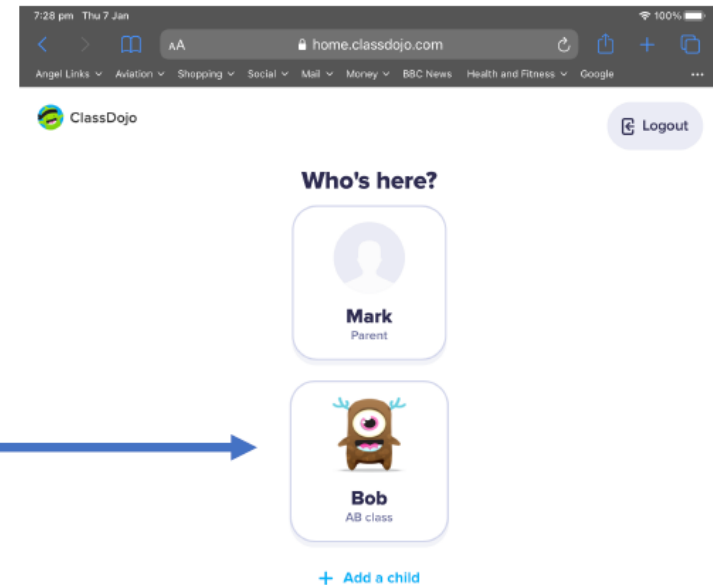 7:28 pm Thu 7 Jan 100%
AA home.classdojo.com
Angel Links Aviation Shopping Social Mail Money BBC News Health and Fitness Google
ClassDojo
Logout
Who's here?
Mark
Parent
Bob
AB class
+ Add a child